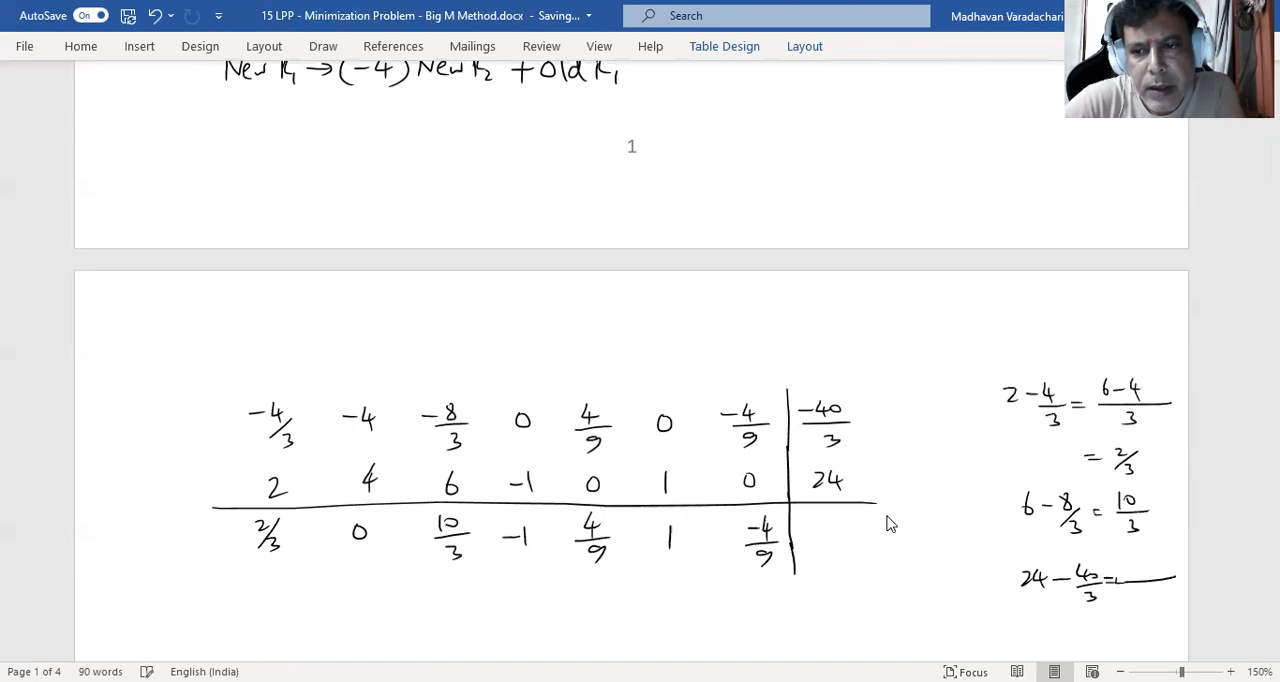 AutoSave On 15 LPP - Minimization Problem - Big M Method.docx - Saving... Search Madhavan Varadachari
File Home Insert Design Layout References Mailings Review View Help Table Design Layout
New R₁ → (-4) New R₂ + Old R₁
1
-4/3 -4 -8/3 0 4/9 0 -4/9 | -40/3
2 4 6 -1 0 1 0 | 24
2/3 0 10/3 -1 4/9 1 -4/9 |
2 - 4/3 = 6-4/3
= 2/3
6 - 8/3 = 10/3
24 - 40/3 =
Page 1 of 4 90 words English (India) Focus 150%